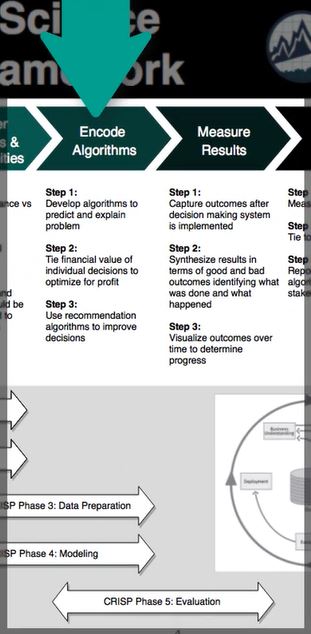 Science
Framework
s &
ities
Encode
Algorithms
Measure
Results
ance vs
and
uld be
d to
Step 1:
Develop algorithms to
predict and explain
problem
Step 2:
Tie financial value of
individual decisions to
optimize for profit
Step 3:
Use recommendation
algorithms to improve
decisions
Step 1:
Capture outcomes after
decision making system
is implemented
Step 2:
Synthesize results in
terms of good and bad
outcomes identifying what
was done and what
happened
Step 3:
Visualize outcomes over
time to determine
progress
Step
Meas
Step
Tie to
Step
Repo
algor
stake
ISP Phase 3: Data Preparation
ISP Phase 4: Modeling
CRISP Phase 5: Evaluation
Business
Understanding
Deployment